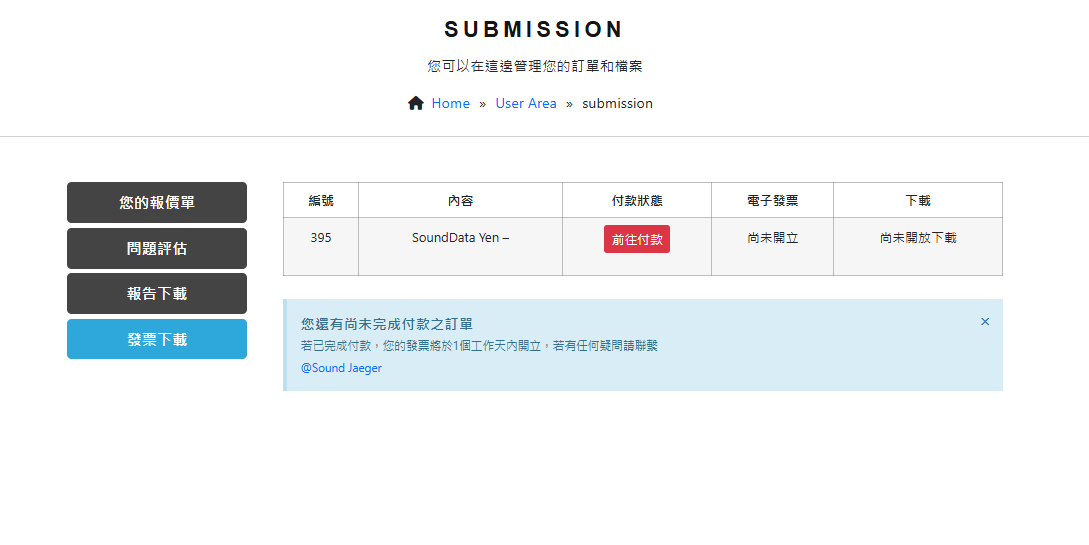 SUBMISSION
您可以在這邊管理您的訂單和檔案
Home » User Area » submission
您的報價單
問題評估
報告下載
發票下載
編號 內容 付款狀態 電子發票 下載
395 SoundData Yen – 前往付款 尚未開立 尚未開放下載
您還有尚未完成付款之訂單 ×
若已完成付款，您的發票將於1個工作天內開立，若有任何疑問請聯繫
@Sound Jaeger